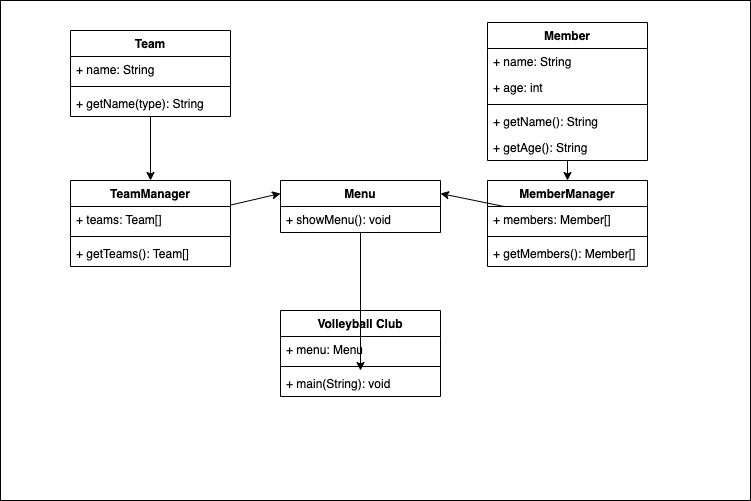 Team
+ name: String
+ getName(type): String
Member
+ name: String
+ age: int
+ getName(): String
+ getAge(): String
TeamManager
+ teams: Team[]
+ getTeams(): Team[]
Menu
+ showMenu(): void
MemberManager
+ members: Member[]
+ getMembers(): Member[]
Volleyball Club
+ menu: Menu
+ main(String): void